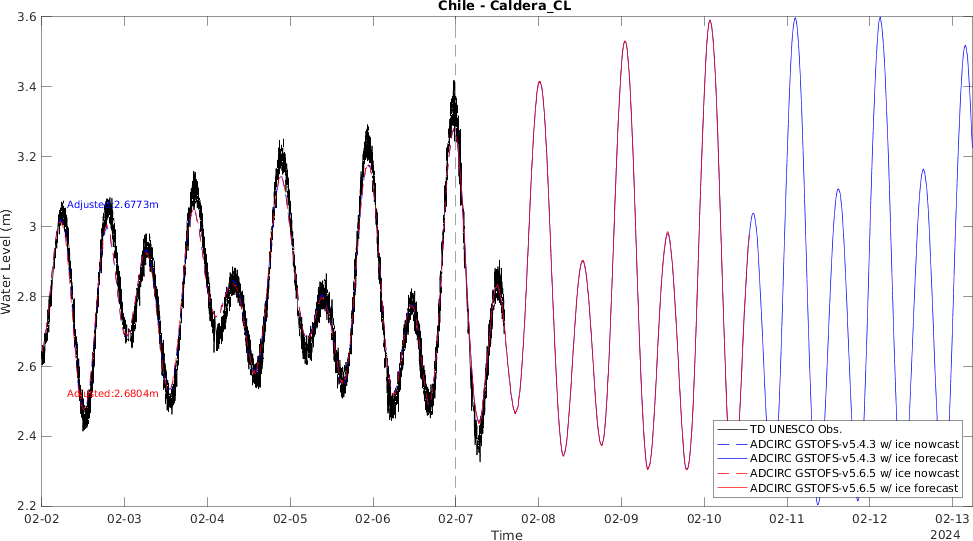 Chile - Caldera_CL
3.6
3.4
3.2
3
2.8
2.6
2.4
2.2
Water Level (m)
Adjusted:2.6773m
Adjusted:2.6804m
TD UNESCO Obs.
ADCIRC GSTOFS-v5.4.3 w/ ice nowcast
ADCIRC GSTOFS-v5.4.3 w/ ice forecast
ADCIRC GSTOFS-v5.6.5 w/ ice nowcast
ADCIRC GSTOFS-v5.6.5 w/ ice forecast
02-02 02-03 02-04 02-05 02-06 02-07 02-08 02-09 02-10 02-11 02-12 02-13
Time
2024